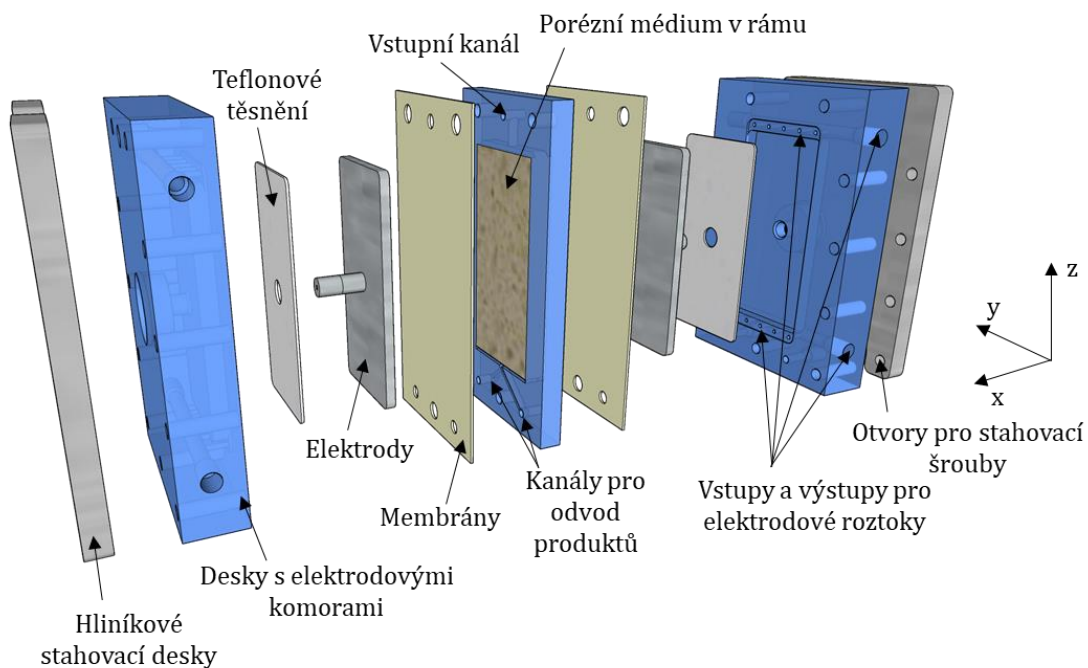 Porézní médium v rámu
Vstupní kanál
Teflonové
těsnění
z
y
x
Elektrody
Membrány
Kanály pro
odvod
produktů
Otvory pro stahovací
šrouby
Vstupy a výstupy pro
elektrodové roztoky
Desky s elektrodovými
komorami
Hliníkové
stahovací desky